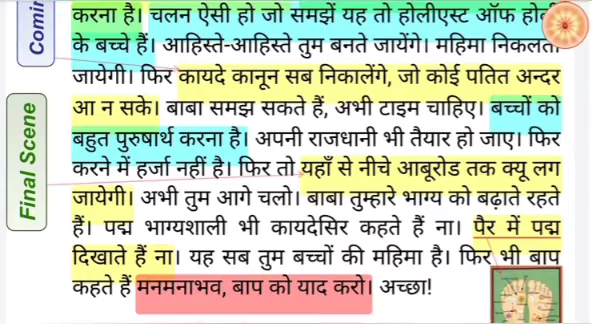 Comin
Final Scene
करना है। चलन ऐसी हो जो समझें यह तो होलीएस्ट ऑफ होली
के बच्चे हैं। आहिस्ते-आहिस्ते तुम बनते जायेंगे। महिमा निकलती
जायेगी। फिर कायदे कानून सब निकालेंगे, जो कोई पतित अन्दर
आ न सके। बाबा समझ सकते हैं, अभी टाइम चाहिए। बच्चों को
बहुत पुरुषार्थ करना है। अपनी राजधानी भी तैयार हो जाए। फिर
करने में हर्जा नहीं है। फिर तो यहाँ से नीचे आबूरोड तक क्यू लग
जायेगी। अभी तुम आगे चलो। बाबा तुम्हारे भाग्य को बढ़ाते रहते
हैं। पद्म भाग्यशाली भी कायदेसिर कहते हैं ना। पैर में पद्म
दिखाते हैं ना। यह सब तुम बच्चों की महिमा है। फिर भी बाप
कहते हैं मनमनाभव, बाप को याद करो। अच्छा!